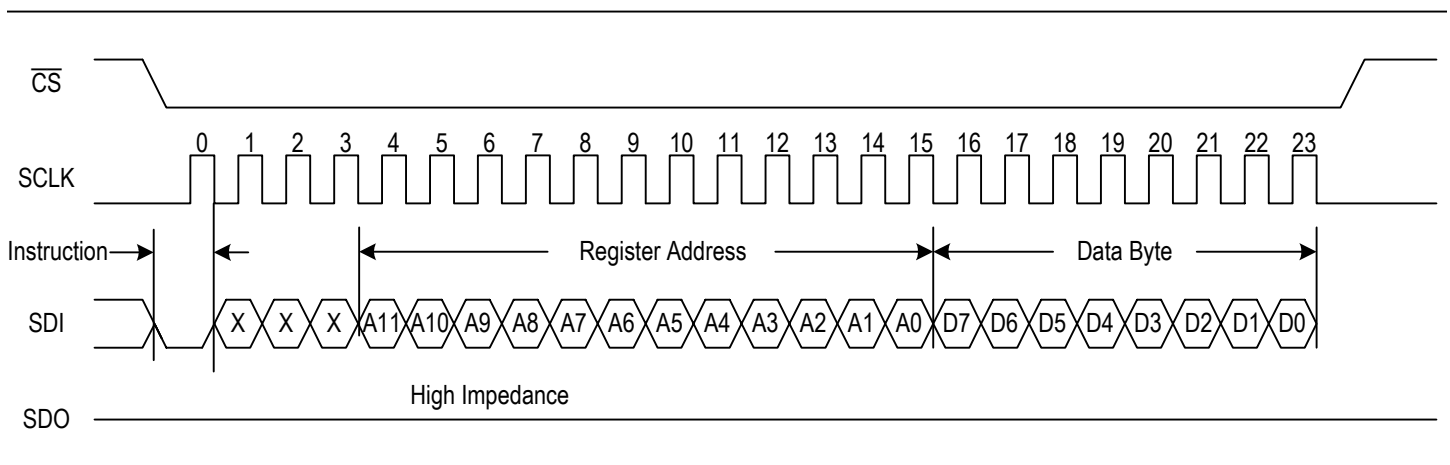 CS
0 1 2 3 4 5 6 7 8 9 10 11 12 13 14 15 16 17 18 19 20 21 22 23
SCLK
Instruction Register Address Data Byte
SDI X X X A11 A10 A9 A8 A7 A6 A5 A4 A3 A2 A1 A0 D7 D6 D5 D4 D3 D2 D1 D0
High Impedance
SDO